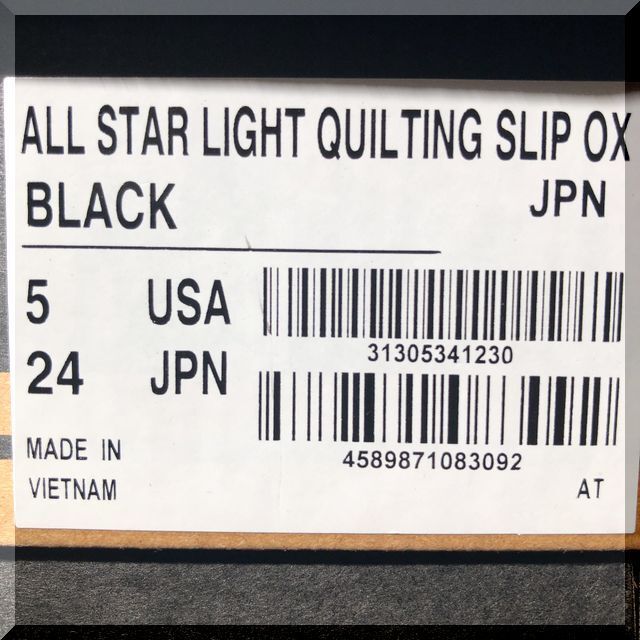 ALL STAR LIGHT QUILTING SLIP OX
BLACK JPN
5 USA
31305341230
24 JPN
4589871083092
MADE IN
VIETNAM
AT